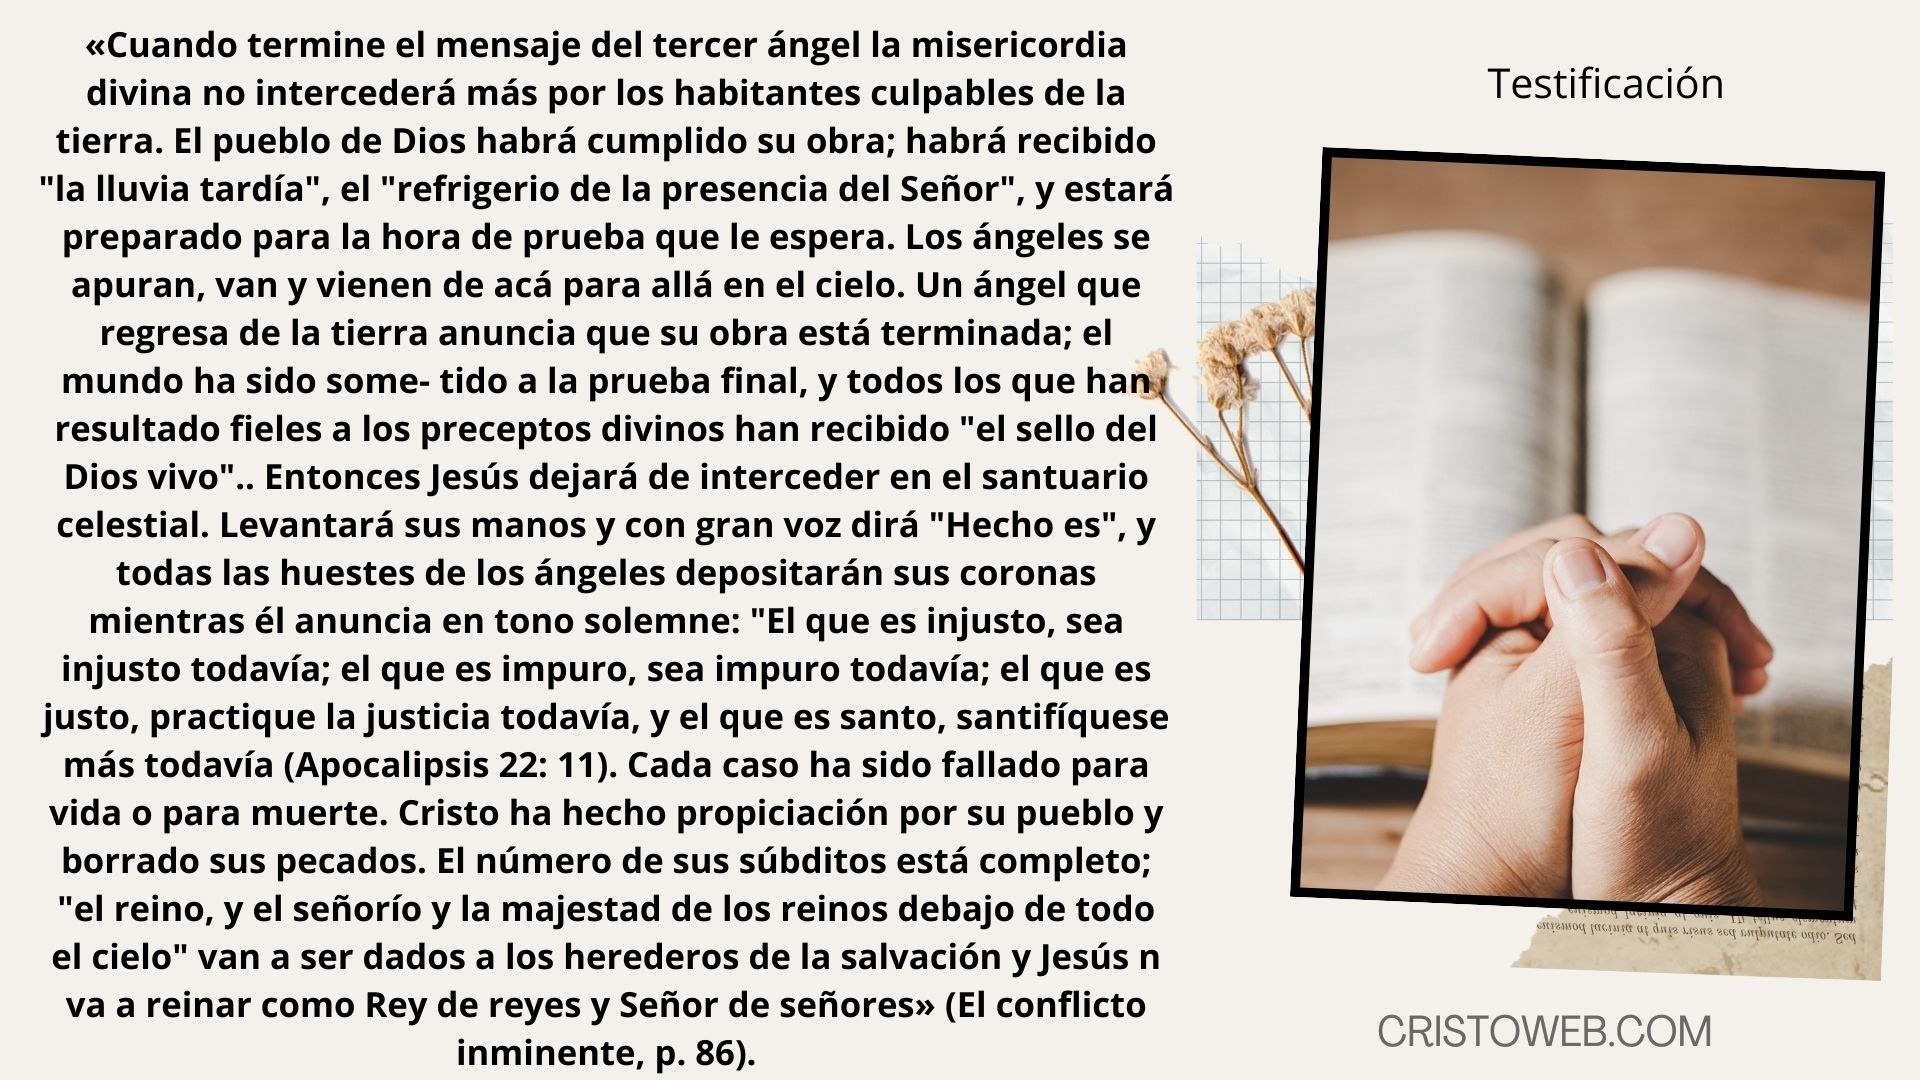 «Cuando termine el mensaje del tercer ángel la misericordia
divina no intercederá más por los habitantes culpables de la
tierra. El pueblo de Dios habrá cumplido su obra; habrá recibido
"la lluvia tardía", el "refrigerio de la presencia del Señor", y estará
preparado para la hora de prueba que le espera. Los ángeles se
apuran, van y vienen de acá para allá en el cielo. Un ángel que
regresa de la tierra anuncia que su obra está terminada; el
mundo ha sido some- tido a la prueba final, y todos los que han
resultado fieles a los preceptos divinos han recibido "el sello del
Dios vivo".. Entonces Jesús dejará de interceder en el santuario
celestial. Levantará sus manos y con gran voz dirá "Hecho es", y
todas las huestes de los ángeles depositarán sus coronas
mientras él anuncia en tono solemne: "El que es injusto, sea
injusto todavía; el que es impuro, sea impuro todavía; el que es
justo, practique la justicia todavía, y el que es santo, santifíquese
más todavía (Apocalipsis 22: 11). Cada caso ha sido fallado para
vida o para muerte. Cristo ha hecho propiciación por su pueblo y
borrado sus pecados. El número de sus súbditos está completo;
"el reino, y el señorío y la majestad de los reinos debajo de todo
el cielo" van a ser dados a los herederos de la salvación y Jesús n
va a reinar como Rey de reyes y Señor de señores» (El conflicto
inminente, p. 86).
Testificación
euismod lacinia at quis risus sed vulputate odio. Sed
CRISTOWEB.COM